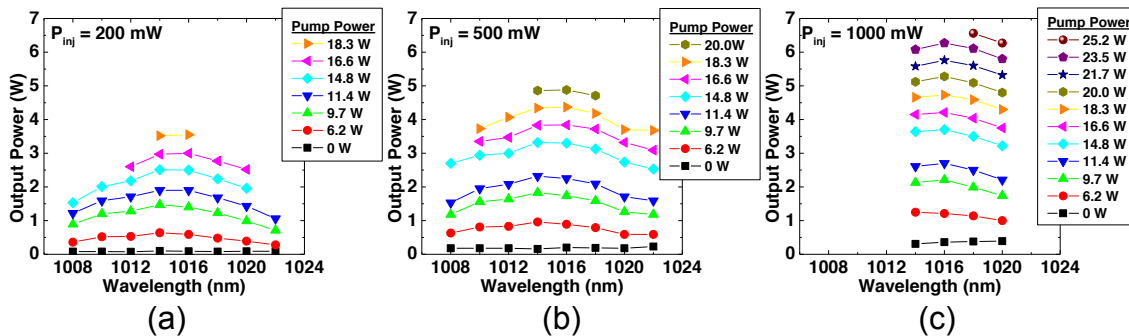 P_inj = 200 mW
Pump Power
18.3 W
16.6 W
14.8 W
11.4 W
9.7 W
6.2 W
0 W
Output Power (W)
7
6
5
4
3
2
1
0
1008 1012 1016 1020 1024
Wavelength (nm)
(a)
P_inj = 500 mW
Pump Power
20.0W
18.3 W
16.6 W
14.8 W
11.4 W
9.7 W
6.2 W
0 W
Output Power (W)
7
6
5
4
3
2
1
0
1008 1012 1016 1020 1024
Wavelength (nm)
(b)
P_inj = 1000 mW
Pump Power
25.2 W
23.5 W
21.7 W
20.0 W
18.3 W
16.6 W
14.8 W
11.4 W
9.7 W
6.2 W
0 W
Output Power (W)
7
6
5
4
3
2
1
0
1008 1012 1016 1020 1024
Wavelength (nm)
(c)